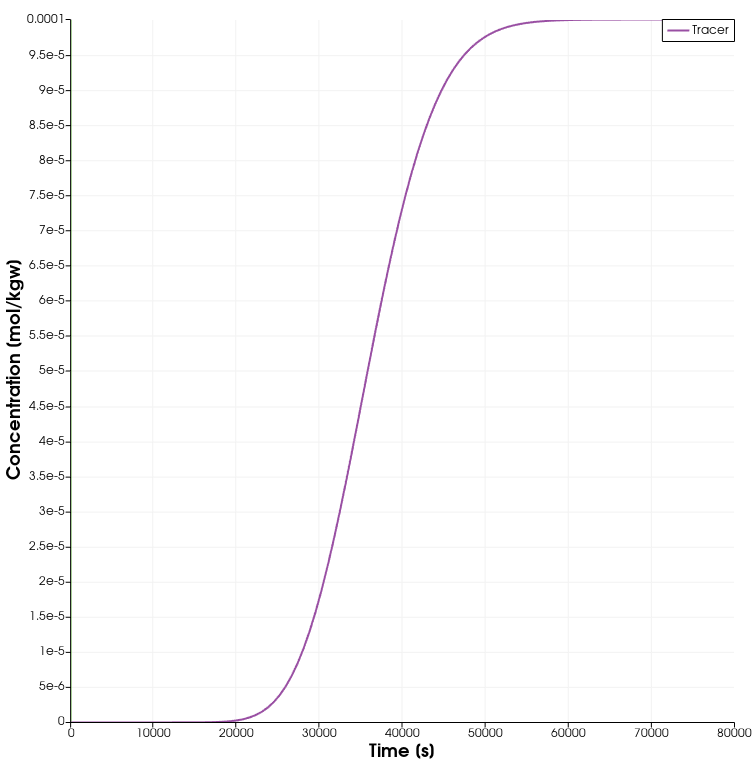 0.0001
Tracer
9.5e-5
9e-5
8.5e-5
8e-5
7.5e-5
7e-5
6.5e-5
6e-5
5.5e-5
5e-5
4.5e-5
4e-5
3.5e-5
3e-5
2.5e-5
2e-5
1.5e-5
1e-5
5e-6
0
Concentration (mol/kgw)
0 10000 20000 30000 40000 50000 60000 70000 80000
Time (s)